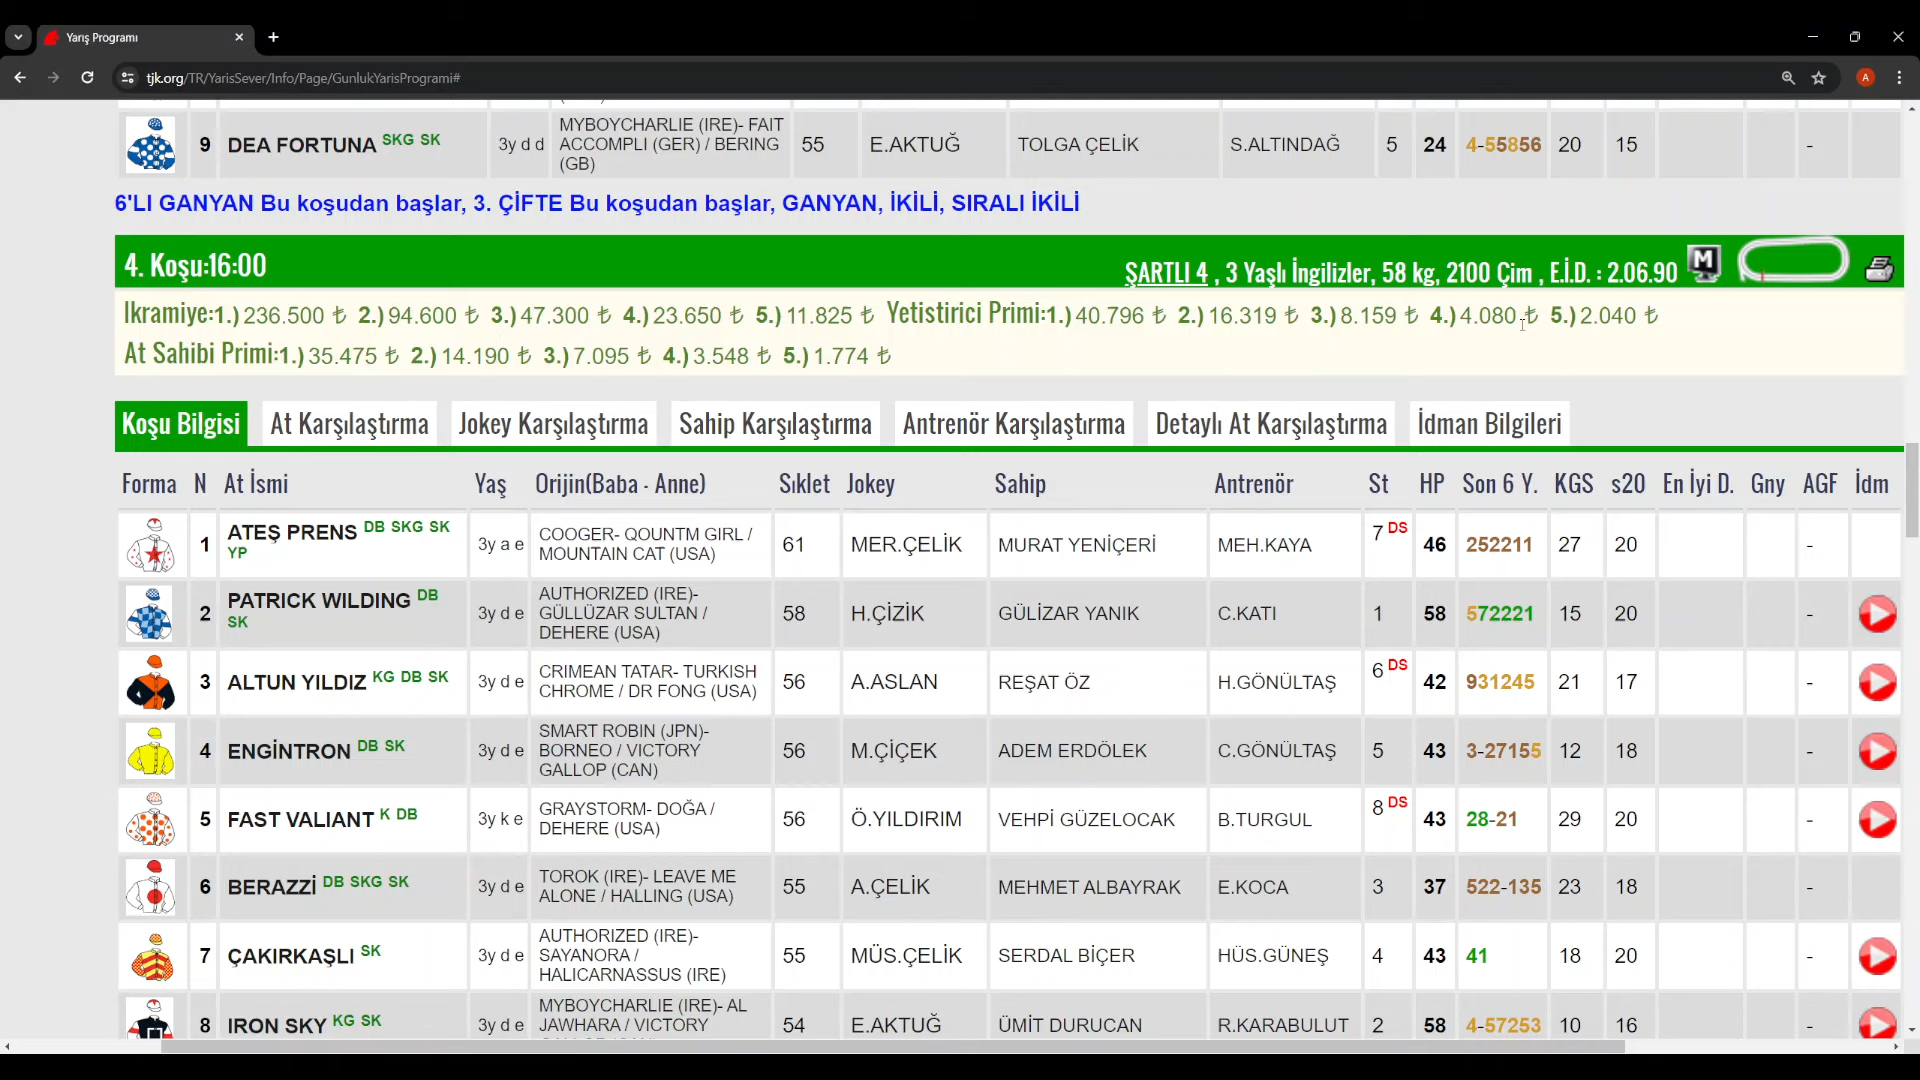 Yarış Programı
tjk.org/TR/YarisSever/Info/Page/GunlukYarisProgrami#
A
9 DEA FORTUNA SKG SK 3y d d MYBOYCHARLIE (IRE)- FAIT ACCOMPLI (GER) / BERING (GB) 55 E.AKTUĞ TOLGA ÇELİK S.ALTINDAĞ 5 24 4-55856 20 15 -
6'LI GANYAN Bu koşudan başlar, 3. ÇİFTE Bu koşudan başlar, GANYAN, İKİLİ, SIRALI İKİLİ
4. Koşu:16:00
ŞARTLI 4 , 3 Yaşlı İngilizler, 58 kg, 2100 Çim , E.İ.D. : 2.06.90 M
Ikramiye:1.) 236.500 ₺ 2.) 94.600 ₺ 3.) 47.300 ₺ 4.) 23.650 ₺ 5.) 11.825 ₺ Yetistirici Primi:1.) 40.796 ₺ 2.) 16.319 ₺ 3.) 8.159 ₺ 4.) 4.080 ₺ 5.) 2.040 ₺
At Sahibi Primi:1.) 35.475 ₺ 2.) 14.190 ₺ 3.) 7.095 ₺ 4.) 3.548 ₺ 5.) 1.774 ₺
Koşu Bilgisi At Karşılaştırma Jokey Karşılaştırma Sahip Karşılaştırma Antrenör Karşılaştırma Detaylı At Karşılaştırma İdman Bilgileri
Forma N At İsmi Yaş Orijin(Baba - Anne) Sıklet Jokey Sahip Antrenör St HP Son 6 Y. KGS s20 En İyi D. Gny AGF İdm
1 ATEŞ PRENS DB SKG SK YP 3y a e COOGER- QOUNTM GIRL / MOUNTAIN CAT (USA) 61 MER.ÇELİK MURAT YENİÇERİ MEH.KAYA 7 DS 46 252211 27 20 -
2 PATRICK WILDING DB SK 3y d e AUTHORIZED (IRE)- GÜLLÜZAR SULTAN / DEHERE (USA) 58 H.ÇİZİK GÜLİZAR YANIK C.KATI 1 58 572221 15 20 -
3 ALTUN YILDIZ KG DB SK 3y d e CRIMEAN TATAR- TURKISH CHROME / DR FONG (USA) 56 A.ASLAN REŞAT ÖZ H.GÖNÜLTAŞ 6 DS 42 931245 21 17 -
4 ENGİNTRON DB SK 3y d e SMART ROBIN (JPN)- BORNEO / VICTORY GALLOP (CAN) 56 M.ÇİÇEK ADEM ERDÖLEK C.GÖNÜLTAŞ 5 43 3-27155 12 18 -
5 FAST VALIANT K DB 3y k e GRAYSTORM- DOĞA / DEHERE (USA) 56 Ö.YILDIRIM VEHPİ GÜZELOCAK B.TURGUL 8 DS 43 28-21 29 20 -
6 BERAZZİ DB SKG SK 3y d e TOROK (IRE)- LEAVE ME ALONE / HALLING (USA) 55 A.ÇELİK MEHMET ALBAYRAK E.KOCA 3 37 522-135 23 18 -
7 ÇAKIRKAŞLI SK 3y d e AUTHORIZED (IRE)- SAYANORA / HALICARNASSUS (IRE) 55 MÜS.ÇELİK SERDAL BİÇER HÜS.GÜNEŞ 4 43 41 18 20 -
8 IRON SKY KG SK 3y d e MYBOYCHARLIE (IRE)- AL JAWHARA / VICTORY 54 E.AKTUĞ ÜMİT DURUCAN R.KARABULUT 2 58 4-57253 10 16 -